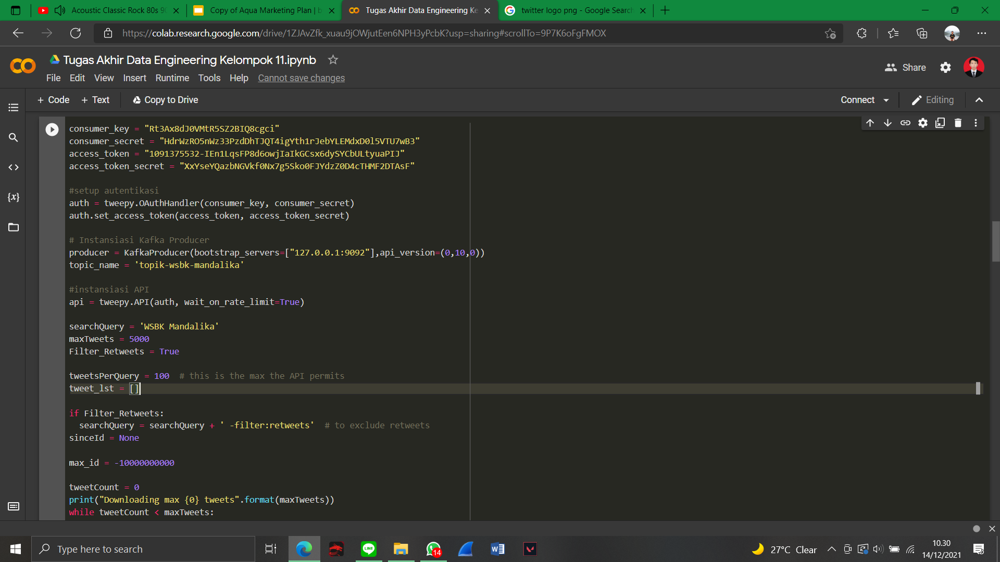 Acoustic Classic Rock 80s 90
Copy of Aqua Marketing Plan | b
Tugas Akhir Data Engineering Ke
twitter logo png - Google Search
https://colab.research.google.com/drive/1ZJAvZfk_xuau9jOWjutEen6NPH3yPcbK?usp=sharing#scrollTo=9P7K6oFgFMOX
Tugas Akhir Data Engineering Kelompok 11.ipynb
Share
File Edit View Insert Runtime Tools Help Cannot save changes
+ Code + Text Copy to Drive
Connect Editing
consumer_key = "Rt3Ax8dJ0VMtR5SZ2BIQ8cgci"
consumer_secret = "HdrWzRO5nWz33PzdDhTJQT4igYth1rJebYLEMdxD0l5VTU7wB3"
access_token = "1091375532-IEn1LqsFP8d6owjIaIkGCsx6dySYCbULtyuaPIJ"
access_token_secret = "XxYseYQazbNGVkf0Nx7g5Sko0FJYdzZ0D4cTHMF2DTAsF"
#setup autentikasi
auth = tweepy.OAuthHandler(consumer_key, consumer_secret)
auth.set_access_token(access_token, access_token_secret)
# Instansiasi Kafka Producer
producer = KafkaProducer(bootstrap_servers=["127.0.0.1:9092"],api_version=(0,10,0))
topic_name = 'topik-wsbk-mandalika'
#instansiasi API
api = tweepy.API(auth, wait_on_rate_limit=True)
searchQuery = 'WSBK Mandalika'
maxTweets = 5000
Filter_Retweets = True
tweetsPerQuery = 100 # this is the max the API permits
tweet_lst = []
if Filter_Retweets:
searchQuery = searchQuery + ' -filter:retweets' # to exclude retweets
sinceId = None
max_id = -10000000000
tweetCount = 0
print("Downloading max {0} tweets".format(maxTweets))
while tweetCount < maxTweets:
Type here to search
LINE
14
27°C Clear
10.30
14/12/2021